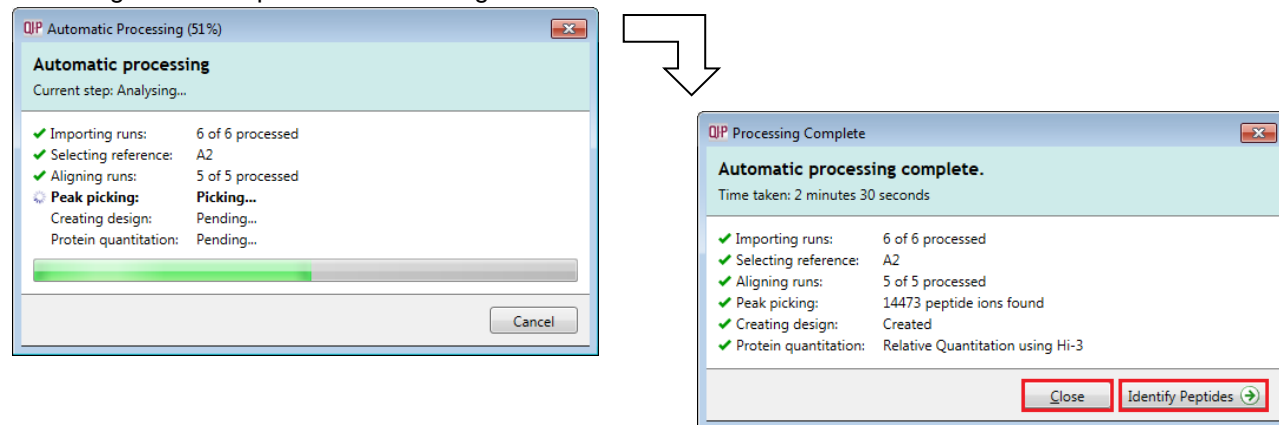 QIP Automatic Processing (51%)
Automatic processing
Current step: Analysing...
✔ Importing runs: 6 of 6 processed
✔ Selecting reference: A2
✔ Aligning runs: 5 of 5 processed
Peak picking: Picking...
Creating design: Pending...
Protein quantitation: Pending...
Cancel
QIP Processing Complete
Automatic processing complete.
Time taken: 2 minutes 30 seconds
✔ Importing runs: 6 of 6 processed
✔ Selecting reference: A2
✔ Aligning runs: 5 of 5 processed
✔ Peak picking: 14473 peptide ions found
✔ Creating design: Created
✔ Protein quantitation: Relative Quantitation using Hi-3
Close Identify Peptides